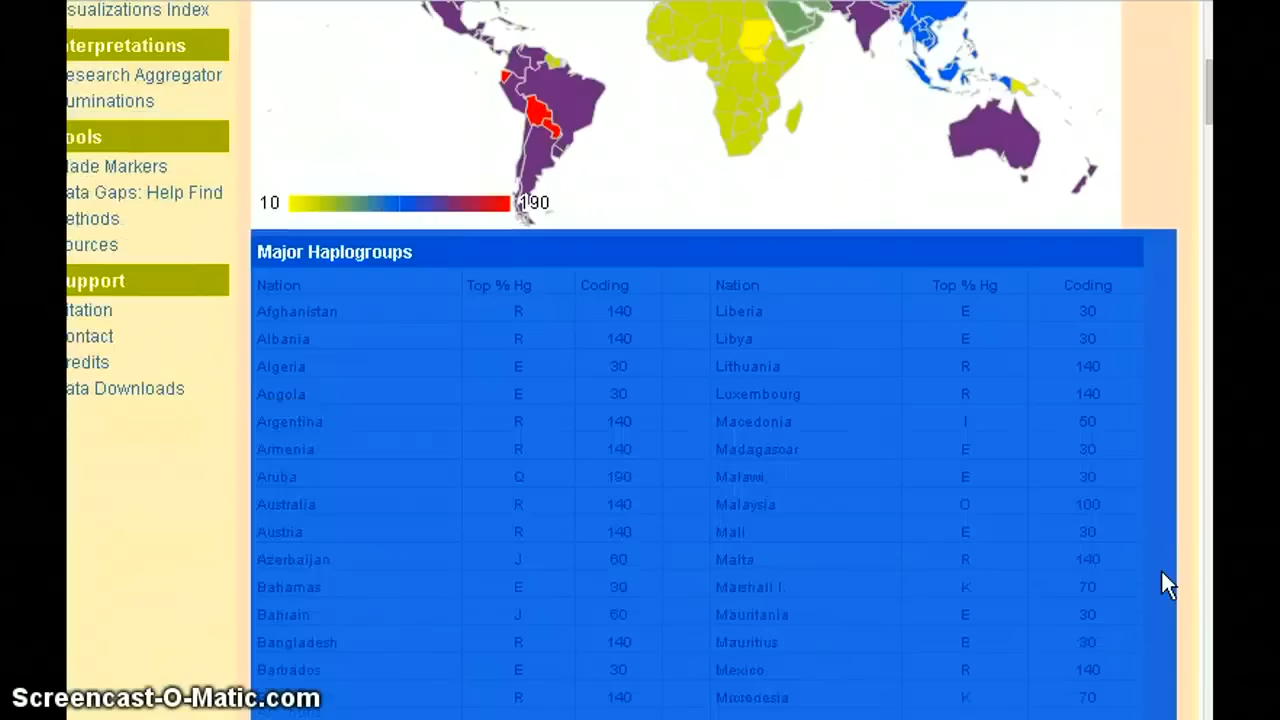 sualizations Index
nterpretations
esearch Aggregator
uminations
ools
lade Markers
ata Gaps: Help Find
ethods
ources
upport
itation
ontact
redits
ata Downloads
10 190
Major Haplogroups
Nation Top % Hg Coding Nation Top % Hg Coding
Afghanistan R 140 Liberia E 30
Albania R 140 Libya E 30
Algeria E 30 Lithuania R 140
Angola E 30 Luxembourg R 140
Argentina R 140 Macedonia I 50
Armenia R 140 Madagascar E 30
Aruba Q 190 Malawi E 30
Australia R 140 Malaysia O 100
Austria R 140 Mali E 30
Azerbaijan J 60 Malta R 140
Bahamas E 30 Marshall I. K 70
Bahrain J 60 Mauritania E 30
Bangladesh R 140 Mauritius E 30
Barbados E 30 Mexico R 140
R 140 Micronesia K 70
Screencast-O-Matic.com